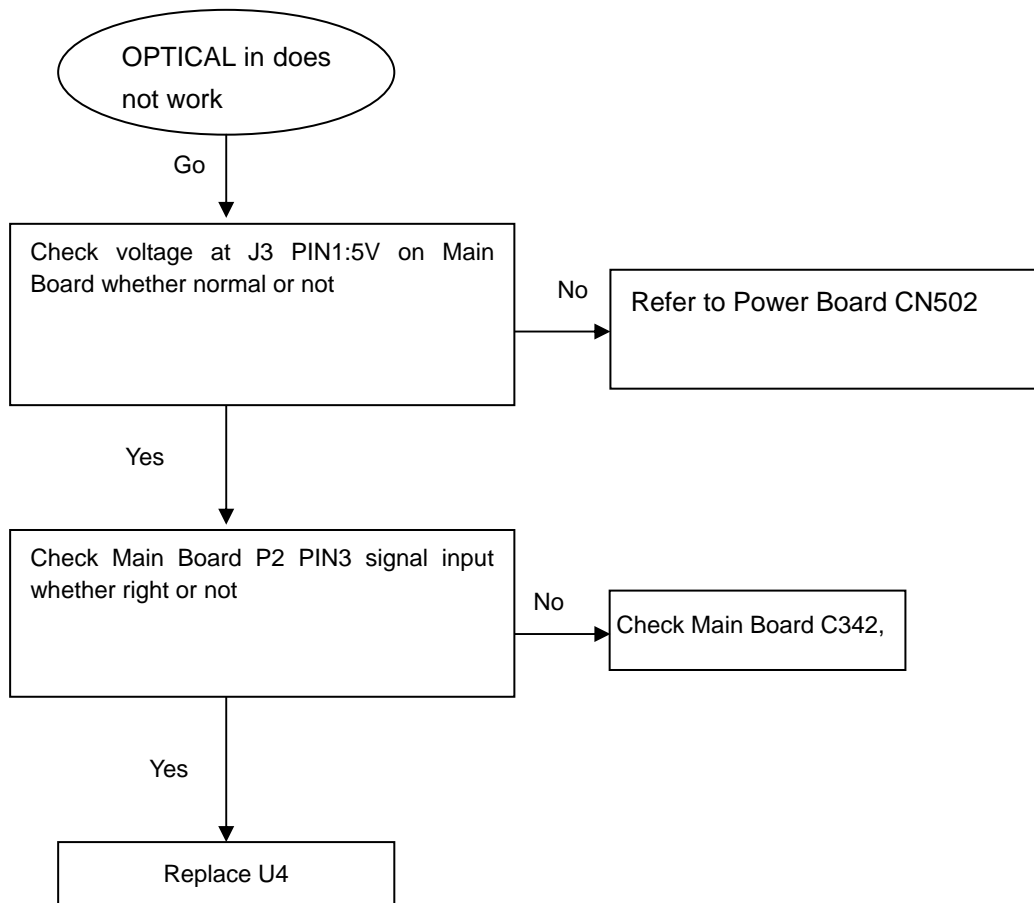 OPTICAL in does
not work
Go
Check voltage at J3 PIN1:5V on Main
Board whether normal or not
No
Refer to Power Board CN502
Yes
Check Main Board P2 PIN3 signal input
whether right or not
No
Check Main Board C342,
Yes
Replace U4